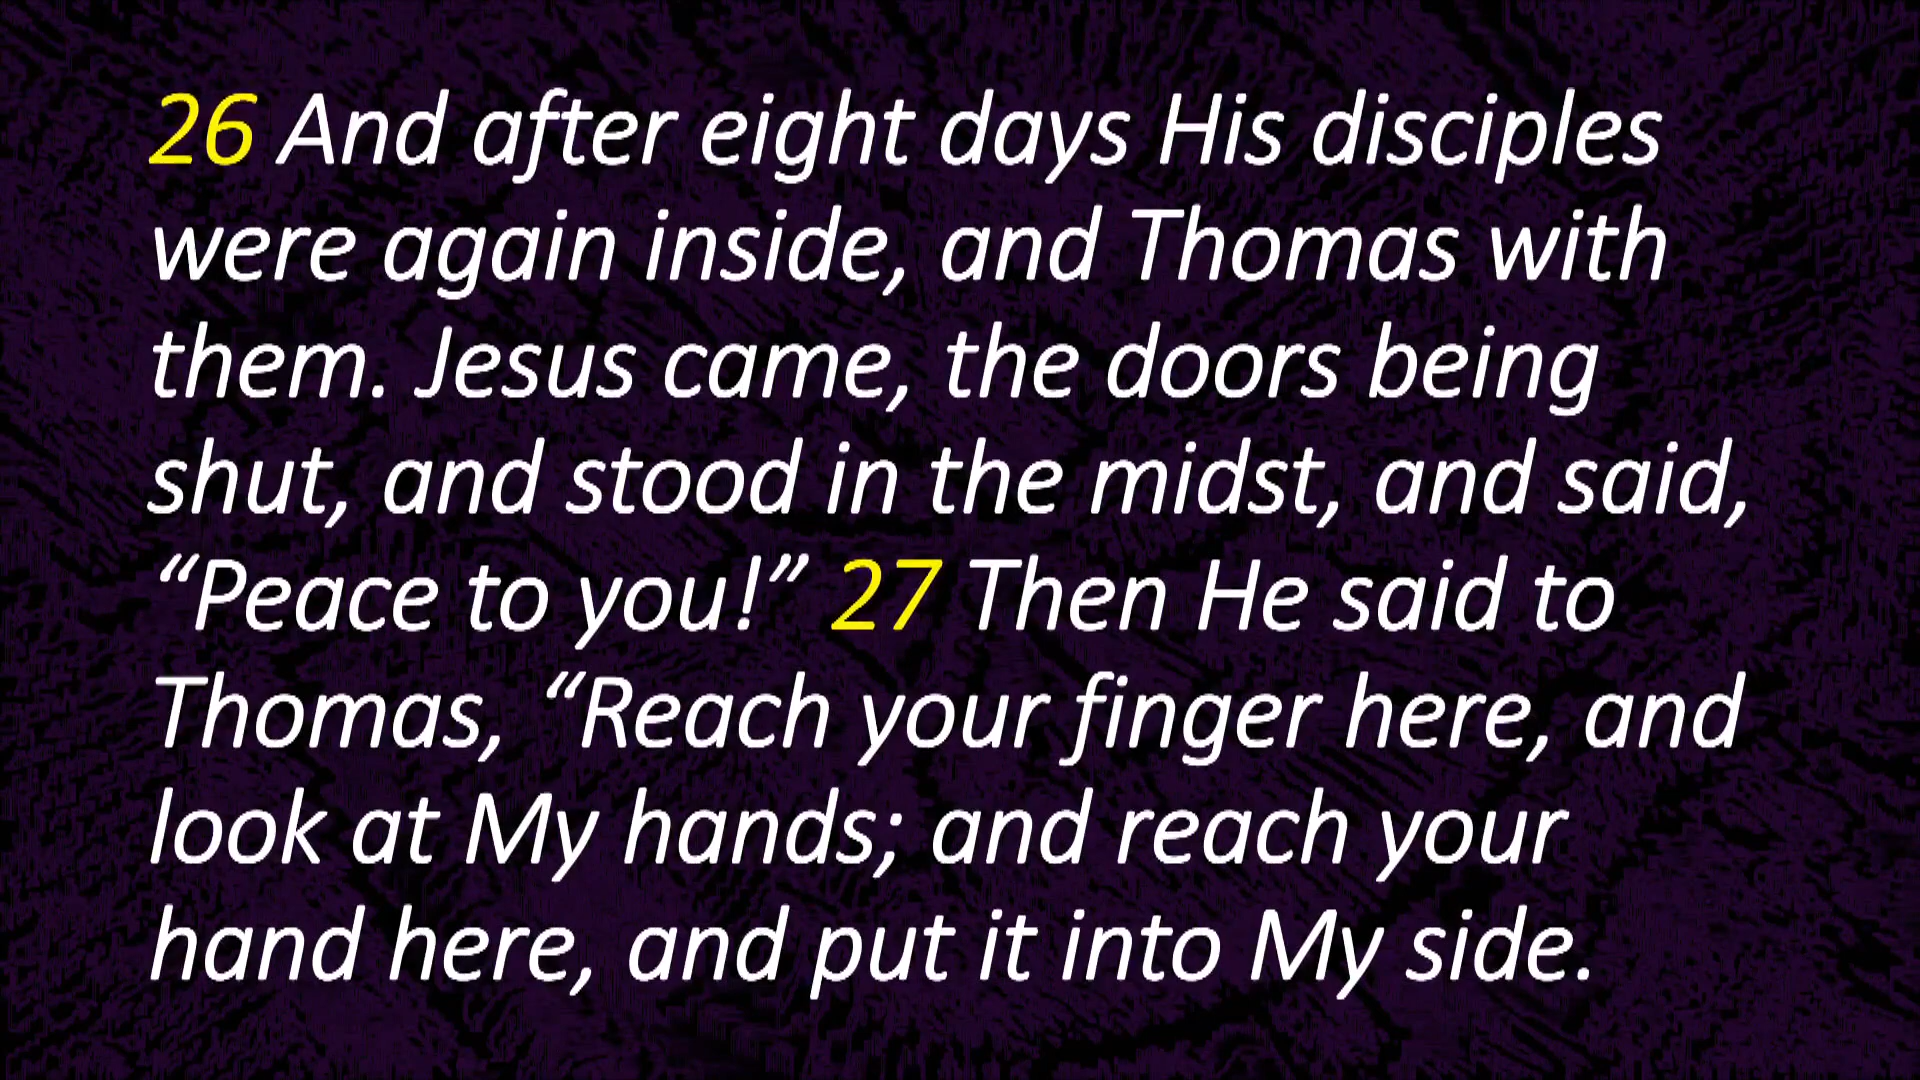 26 And after eight days His disciples
were again inside, and Thomas with
them. Jesus came, the doors being
shut, and stood in the midst, and said,
“Peace to you!” 27 Then He said to
Thomas, “Reach your finger here, and
look at My hands; and reach your
hand here, and put it into My side.